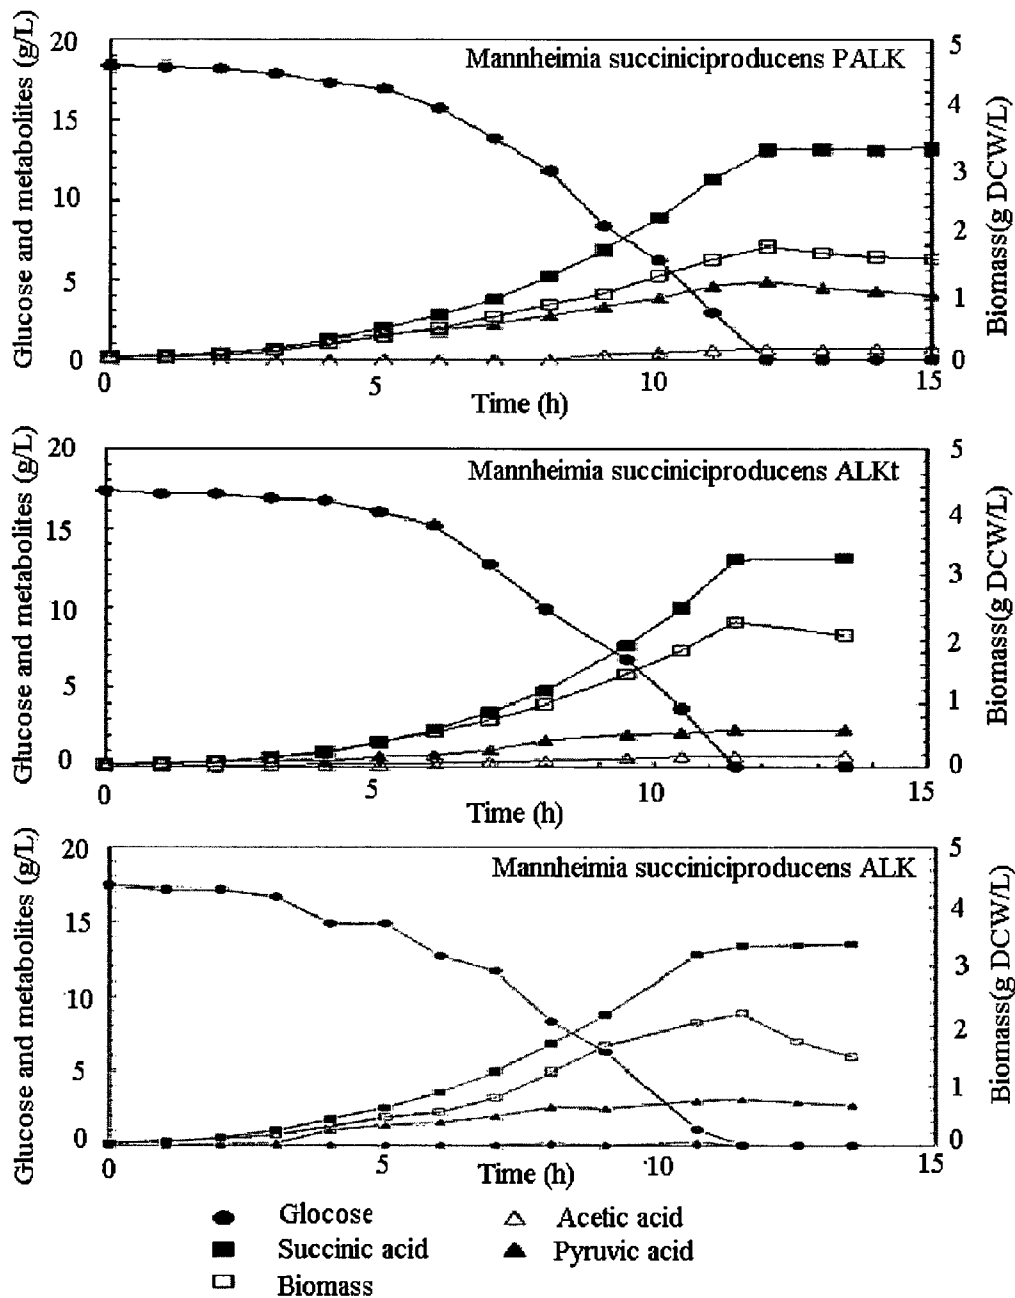 Mannheimia succiniciproducens PALK
Glucose and metabolites (g/L)
20
15
10
5
0
5
4
3
2
1
0
Biomass(g DCW/L)
0
5
10
15
Time (h)
Mannheimia succiniciproducens ALKt
Glucose and metabolites (g/L)
20
15
10
5
0
5
4
3
2
1
0
Biomass(g DCW/L)
0
5
10
15
Time (h)
Mannheimia succiniciproducens ALK
Glucose and metabolites (g/L)
20
15
10
5
0
5
4
3
2
1
0
Biomass(g DCW/L)
0
5
10
15
Time (h)
Glocose
Acetic acid
Succinic acid
Pyruvic acid
Biomass